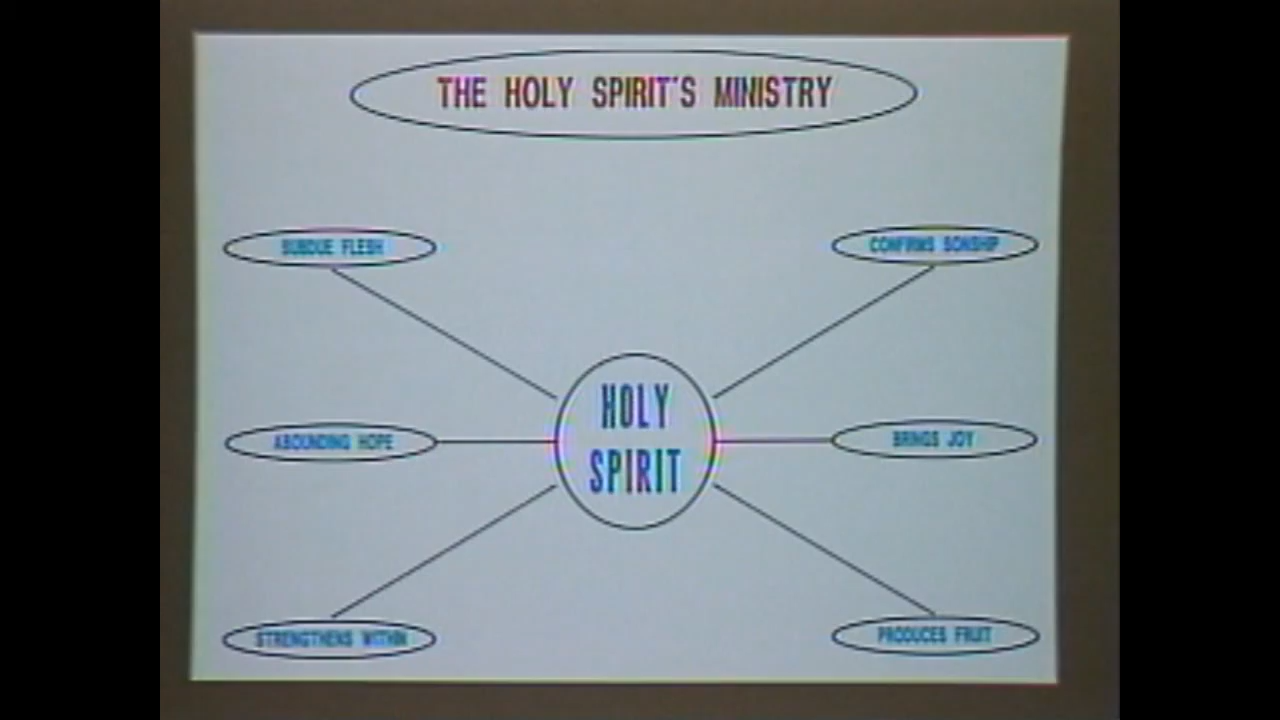 THE HOLY SPIRIT'S MINISTRY
SUBDUE FLESH
CONFIRMS SONSHIP
HOLY
SPIRIT
ABOUNDING HOPE
BRINGS JOY
STRENGTHENS WITHIN
PRODUCES FRUIT